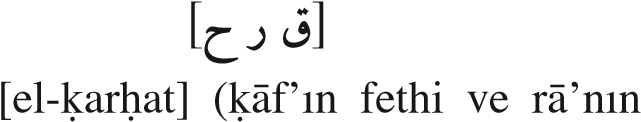 [ق ر ح]
[el-ḳarḥat] (ḳāf’ın fethi ve rā’nın